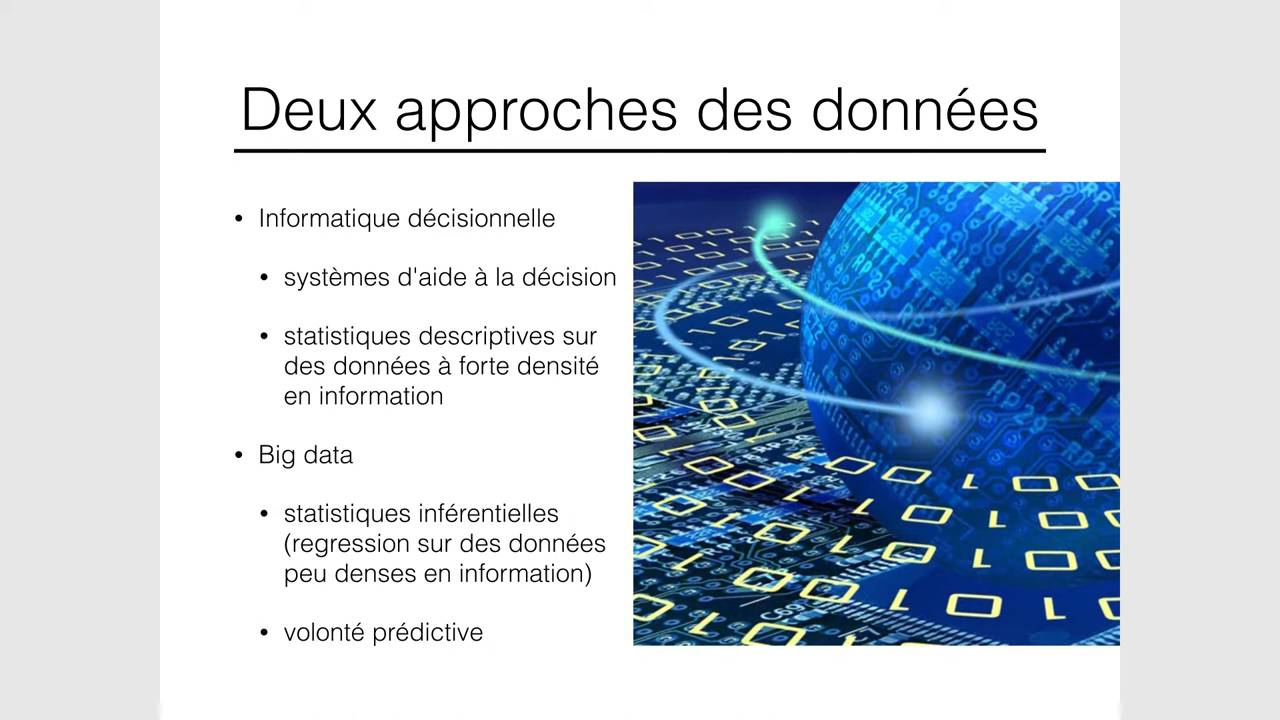 Deux approches des données
• Informatique décisionnelle
• systèmes d'aide à la décision
• statistiques descriptives sur
des données à forte densité
en information
• Big data
• statistiques inférentielles
(regression sur des données
peu denses en information)
• volonté prédictive